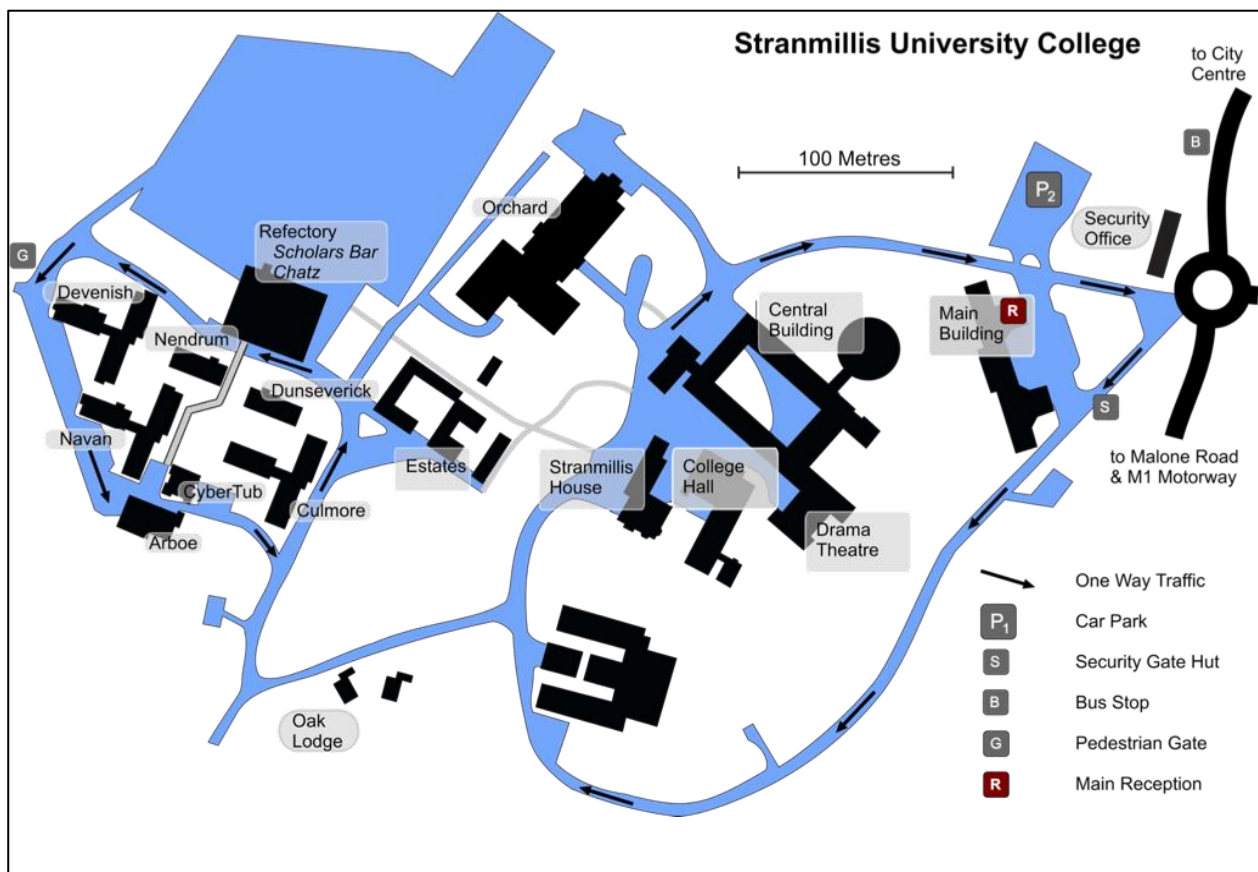 Stranmillis University College
to City
Centre
B
100 Metres
P2
Security
Office
Orchard
Refectory
Scholars Bar
Chatz
G
Devenish
Nendrum
Central
Building
Main
Building
R
Dunseverick
S
Navan
Estates
Stranmillis
House
College
Hall
to Malone Road
& M1 Motorway
CyberTub
Culmore
Arboe
Drama
Theatre
One Way Traffic
P1
Car Park
S
Security Gate Hut
B
Bus Stop
Oak
Lodge
G
Pedestrian Gate
R
Main Reception